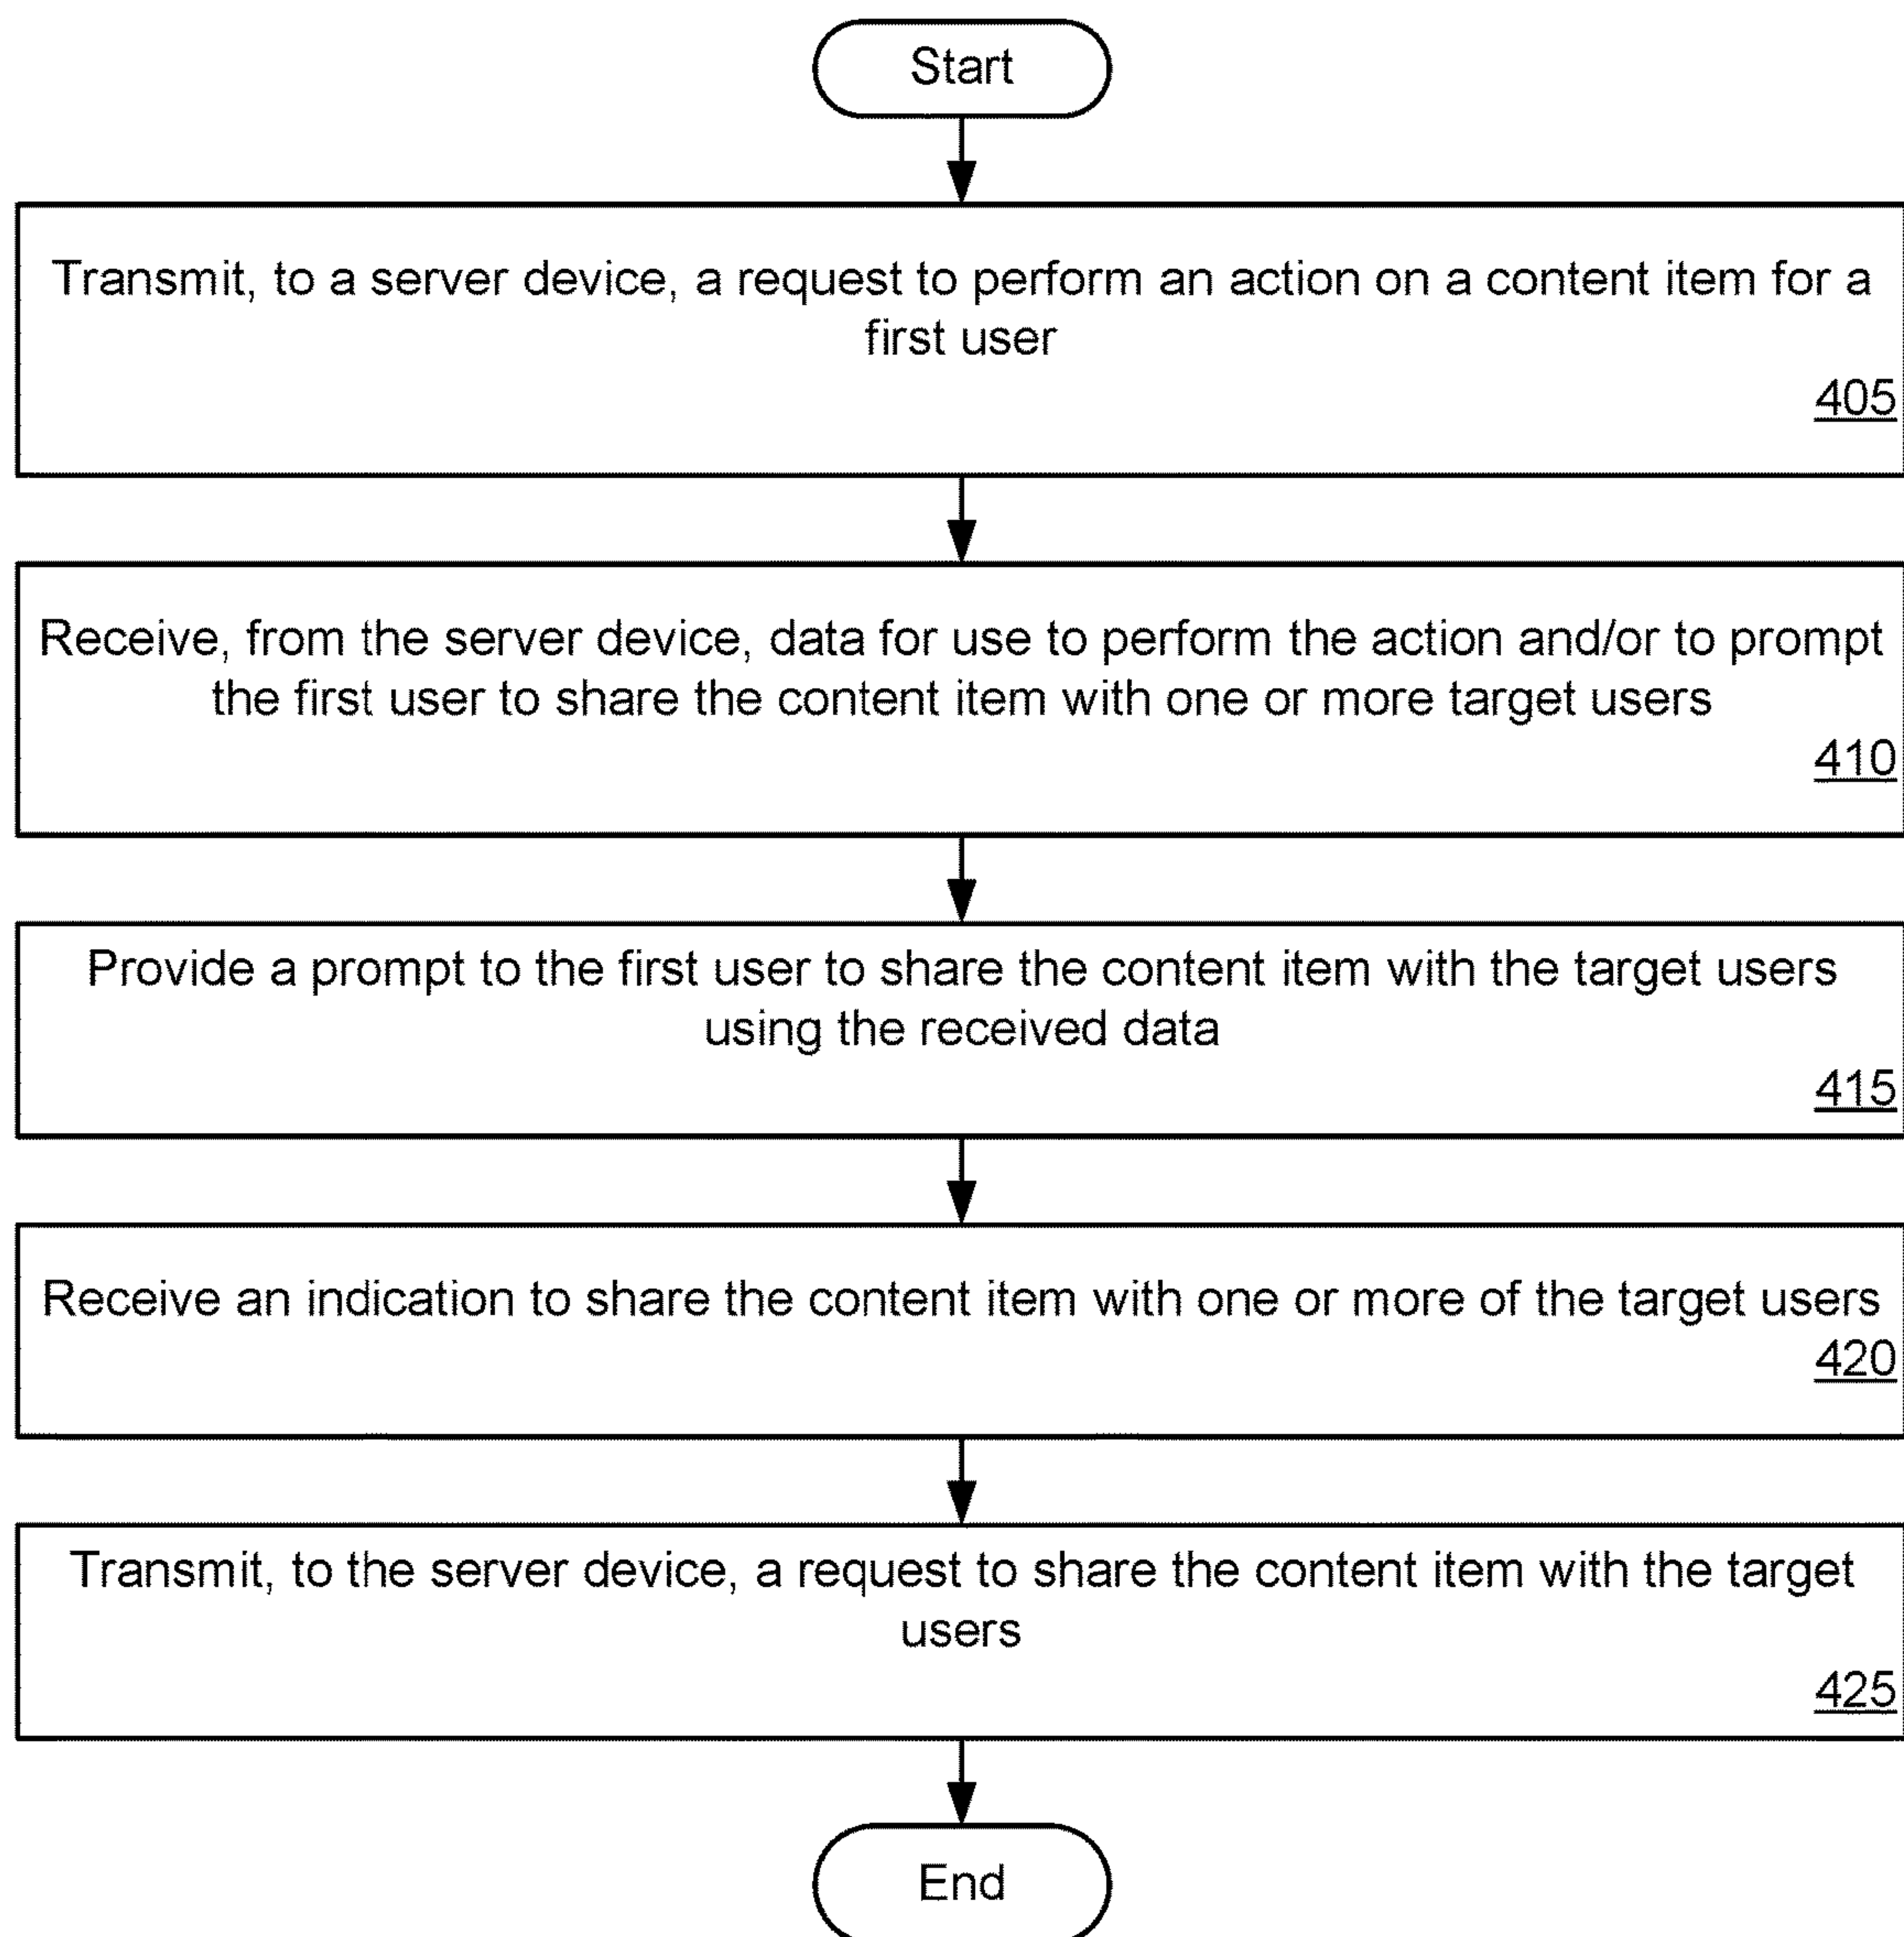 Start
Transmit, to a server device, a request to perform an action on a content item for a
first user
405
Receive, from the server device, data for use to perform the action and/or to prompt
the first user to share the content item with one or more target users
410
Provide a prompt to the first user to share the content item with the target users
using the received data
415
Receive an indication to share the content item with one or more of the target users
420
Transmit, to the server device, a request to share the content item with the target
users
425
End